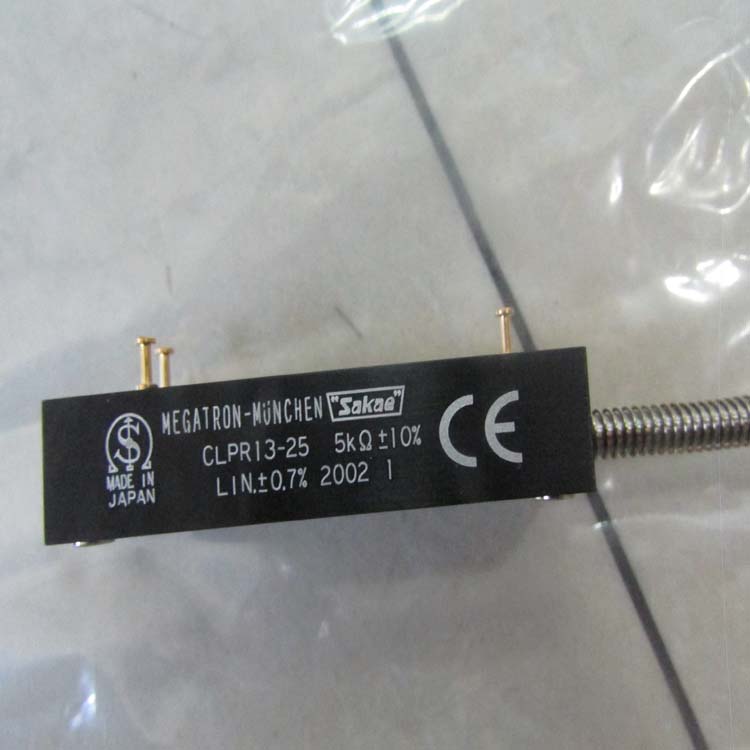 MEGATRON-MÜNCHEN "Sakae"
CLPR13-25 5kΩ ±10%
LIN.±0.7% 2002 1
CE
S
MADE IN
JAPAN